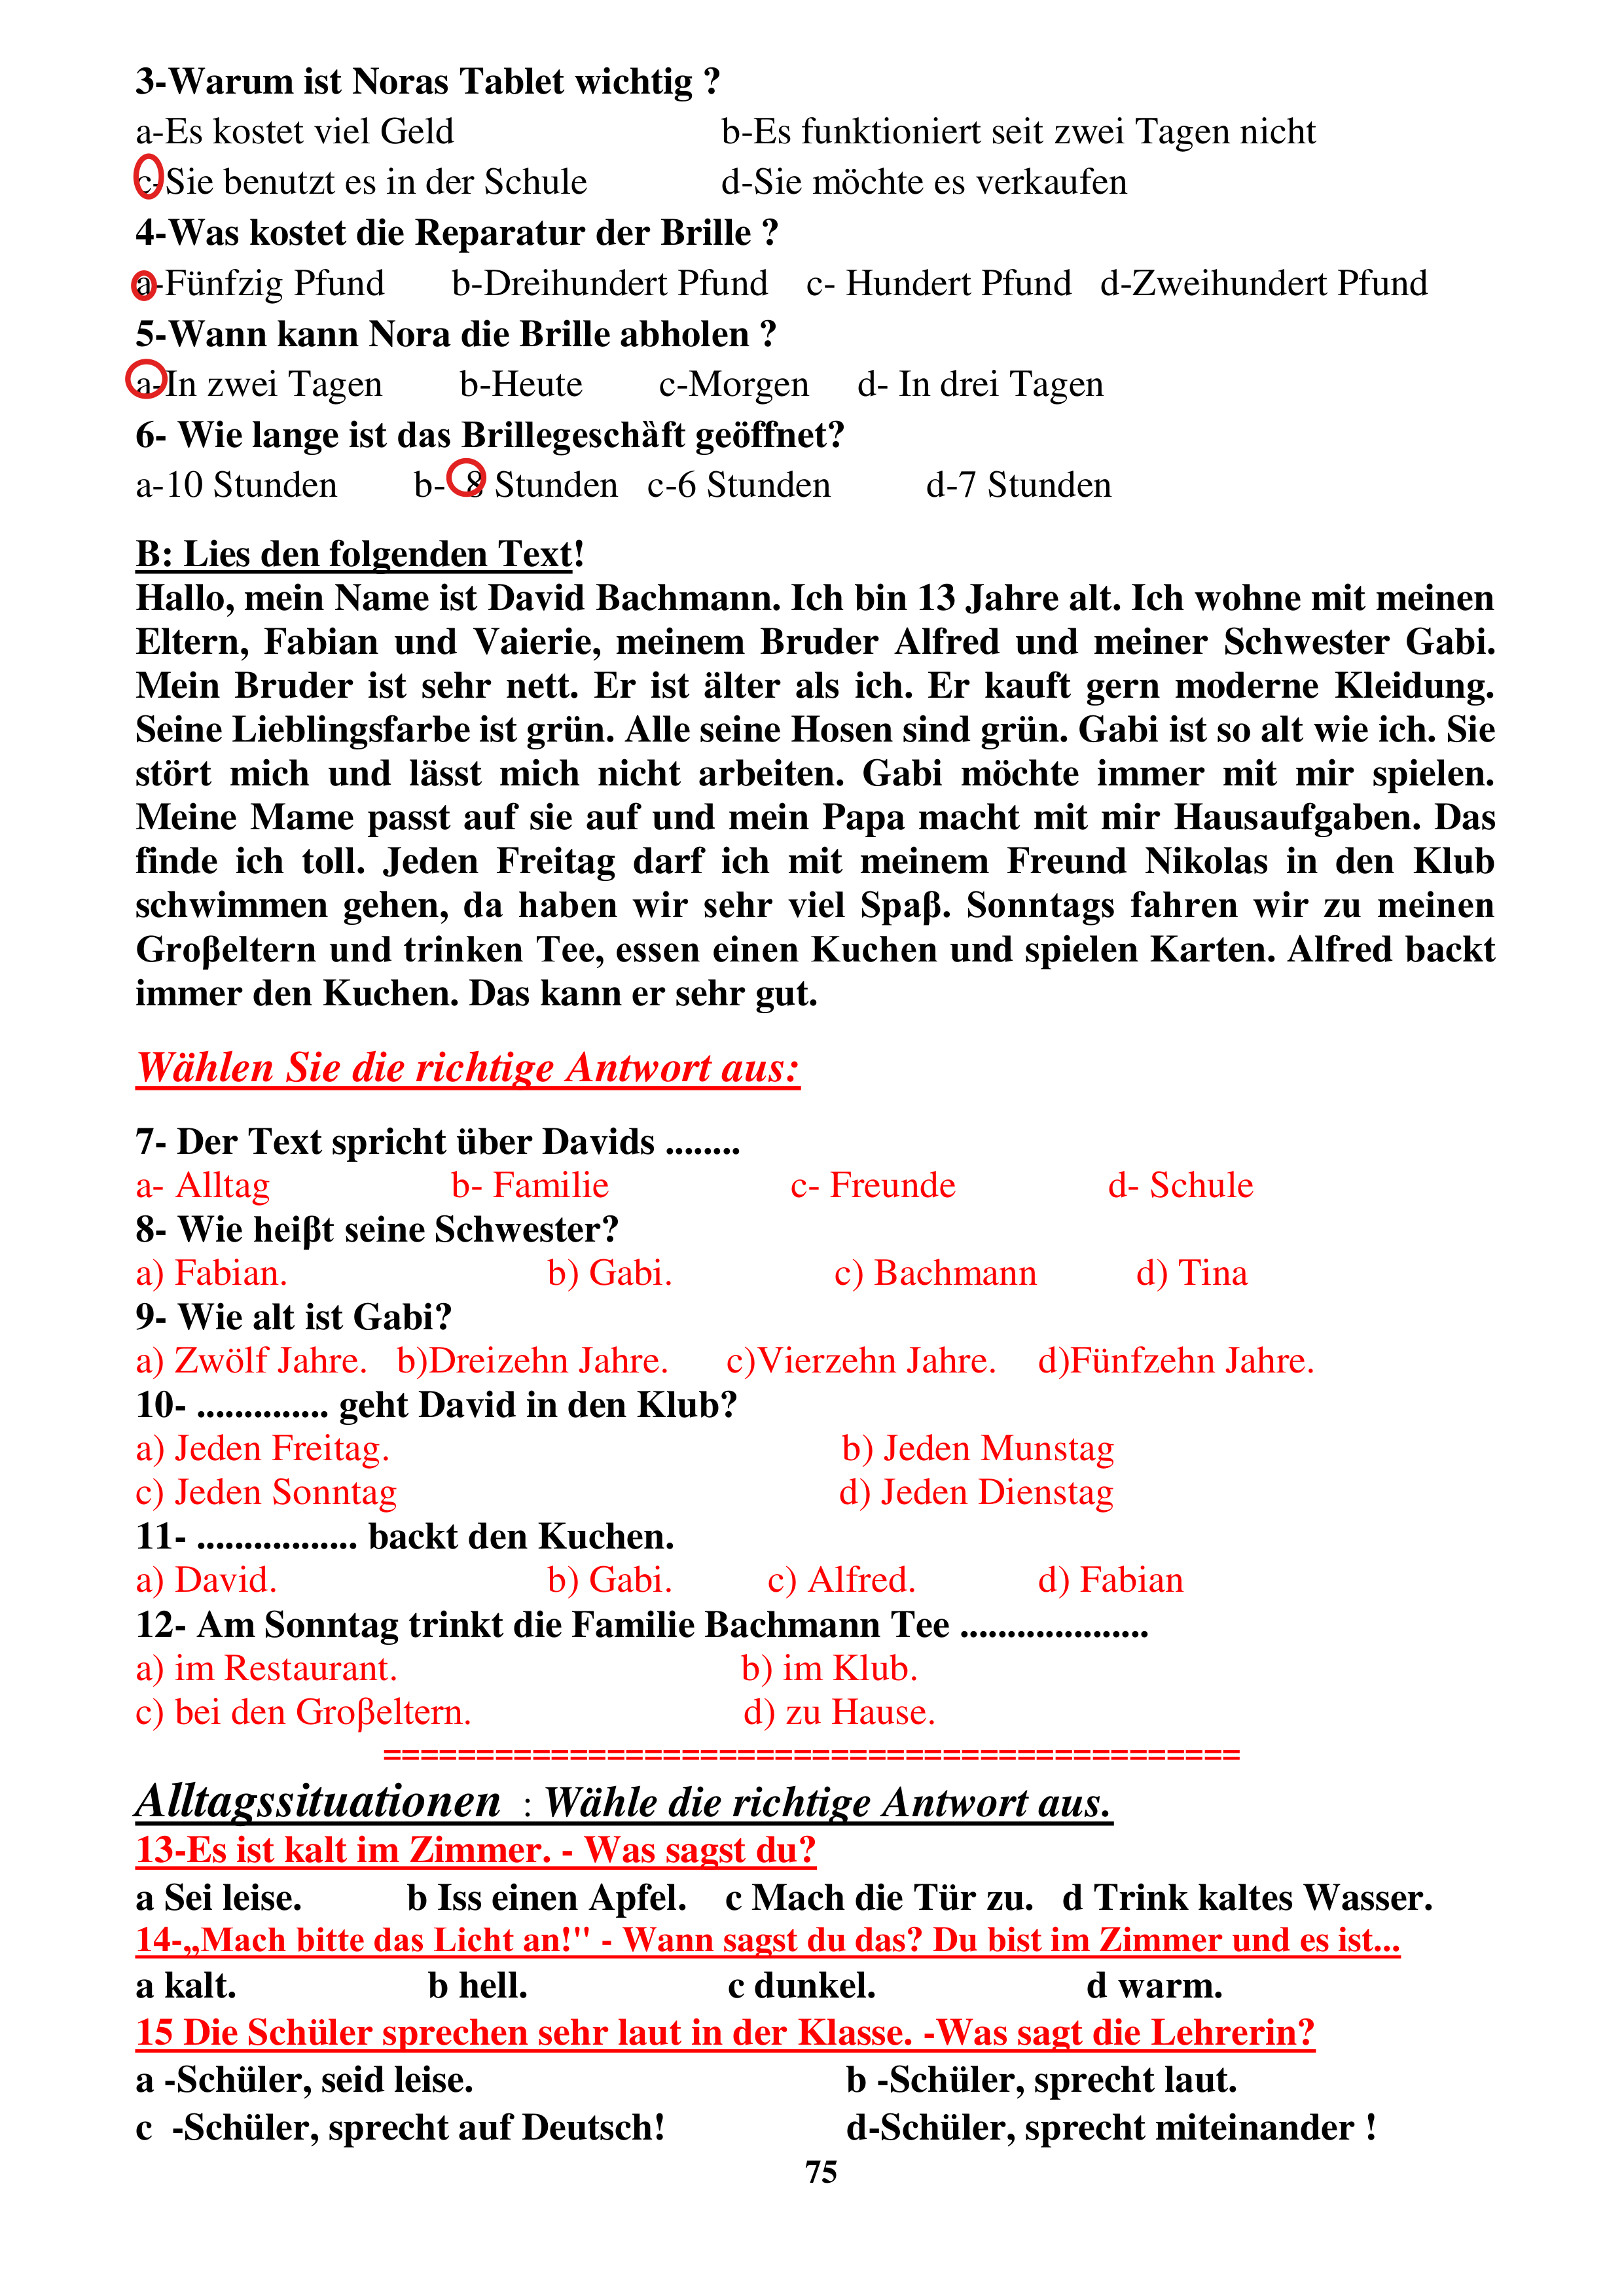 3-Warum ist Noras Tablet wichtig ?
a-Es kostet viel Geld b-Es funktioniert seit zwei Tagen nicht
c-Sie benutzt es in der Schule d-Sie möchte es verkaufen
4-Was kostet die Reparatur der Brille ?
a-Fünfzig Pfund b-Dreihundert Pfund c- Hundert Pfund d-Zweihundert Pfund
5-Wann kann Nora die Brille abholen ?
a-In zwei Tagen b-Heute c-Morgen d- In drei Tagen
6- Wie lange ist das Brillegeschäft geöffnet?
a-10 Stunden b- 8 Stunden c-6 Stunden d-7 Stunden
B: Lies den folgenden Text!
Hallo, mein Name ist David Bachmann. Ich bin 13 Jahre alt. Ich wohne mit meinen
Eltern, Fabian und Vaierie, meinem Bruder Alfred und meiner Schwester Gabi.
Mein Bruder ist sehr nett. Er ist älter als ich. Er kauft gern moderne Kleidung.
Seine Lieblingsfarbe ist grün. Alle seine Hosen sind grün. Gabi ist so alt wie ich. Sie
stört mich und lässt mich nicht arbeiten. Gabi möchte immer mit mir spielen.
Meine Mame passt auf sie auf und mein Papa macht mit mir Hausaufgaben. Das
finde ich toll. Jeden Freitag darf ich mit meinem Freund Nikolas in den Klub
schwimmen gehen, da haben wir sehr viel Spaβ. Sonntags fahren wir zu meinen
Groβeltern und trinken Tee, essen einen Kuchen und spielen Karten. Alfred backt
immer den Kuchen. Das kann er sehr gut.
Wählen Sie die richtige Antwort aus:
7- Der Text spricht über Davids ........
a- Alltag b- Familie c- Freunde d- Schule
8- Wie heiβt seine Schwester?
a) Fabian. b) Gabi. c) Bachmann d) Tina
9- Wie alt ist Gabi?
a) Zwölf Jahre. b)Dreizehn Jahre. c)Vierzehn Jahre. d)Fünfzehn Jahre.
10- .............. geht David in den Klub?
a) Jeden Freitag. b) Jeden Munstag
c) Jeden Sonntag d) Jeden Dienstag
11- ................. backt den Kuchen.
a) David. b) Gabi. c) Alfred. d) Fabian
12- Am Sonntag trinkt die Familie Bachmann Tee ....................
a) im Restaurant. b) im Klub.
c) bei den Groβeltern. d) zu Hause.
==============================================
Alltagssituationen : Wähle die richtige Antwort aus.
13-Es ist kalt im Zimmer. - Was sagst du?
a Sei leise. b Iss einen Apfel. c Mach die Tür zu. d Trink kaltes Wasser.
14-„Mach bitte das Licht an!" - Wann sagst du das? Du bist im Zimmer und es ist...
a kalt. b hell. c dunkel. d warm.
15 Die Schüler sprechen sehr laut in der Klasse. -Was sagt die Lehrerin?
a -Schüler, seid leise. b -Schüler, sprecht laut.
c -Schüler, sprecht auf Deutsch! d-Schüler, sprecht miteinander !
75